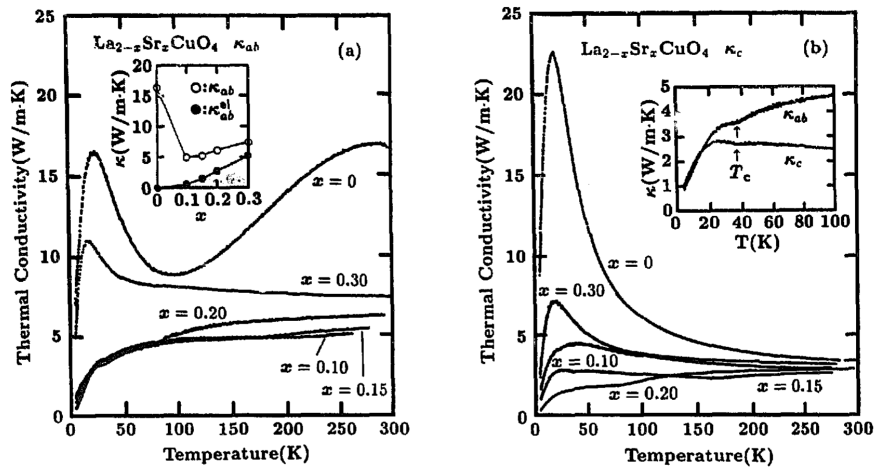 La2−xSrxCuO4 κab
(a)
Thermal Conductivity(W/m·K)
25
20
15
10
5
0
κ(W/m·K)
20
15
10
5
0
○:κab
●:κab^el
0 0.1 0.2 0.3
x
x = 0
x = 0.30
x = 0.20
x = 0.10
x = 0.15
0 50 100 150 200 250 300
Temperature(K)
La2−xSrxCuO4 κc
(b)
Thermal Conductivity(W/m·K)
25
20
15
10
5
0
κ(W/m·K)
5
4
3
2
1
0
κab
κc
Tc
0 20 40 60 80 100
T(K)
x = 0
x = 0.30
x = 0.10
x = 0.20
x = 0.15
0 50 100 150 200 250 300
Temperature(K)